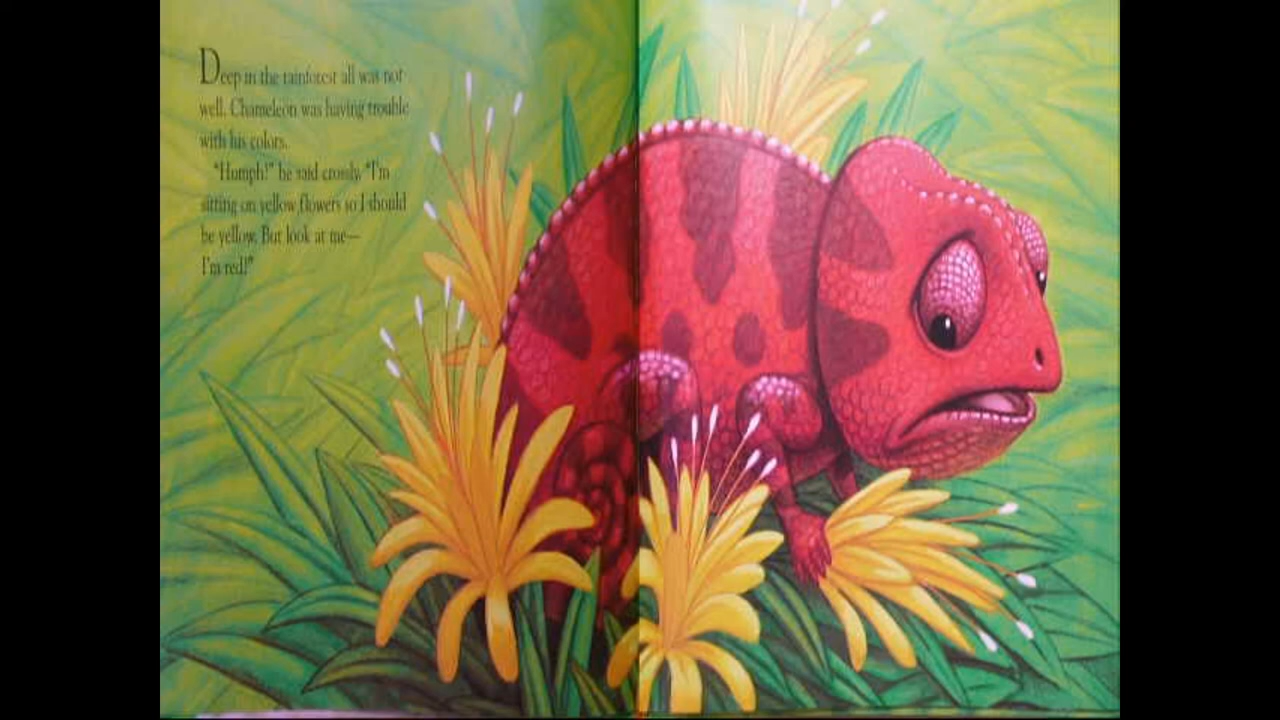 Deep in the rainforest all was not
well. Chameleon was having trouble
with his colors.
"Humph!" he said crossly. "I'm
sitting on yellow flowers so I should
be yellow. But look at me—
I'm red!"